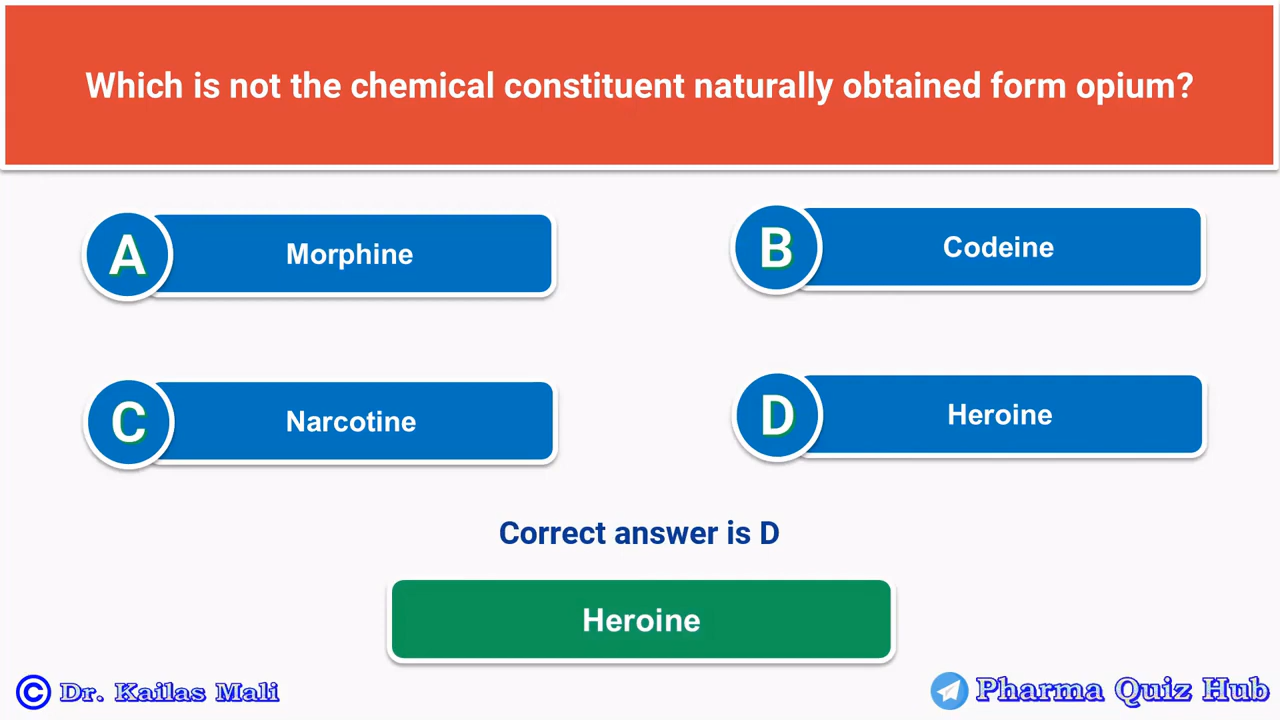 Which is not the chemical constituent naturally obtained form opium?
A
Morphine
B
Codeine
C
Narcotine
D
Heroine
Correct answer is D
Heroine
© Dr. Kailas Mali
Pharma Quiz Hub